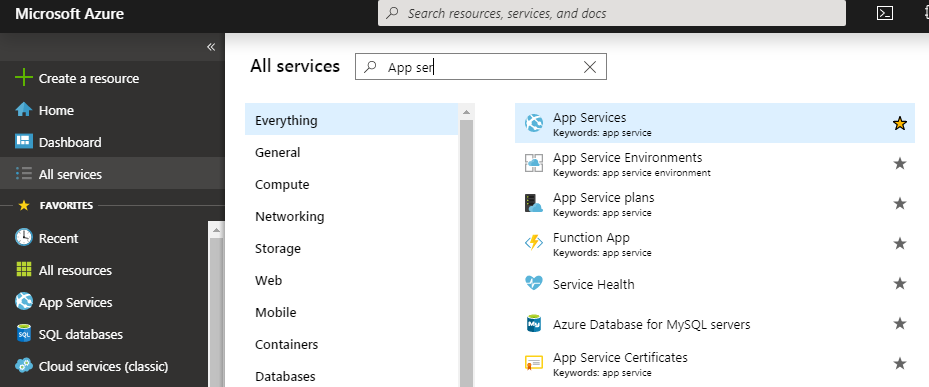 Microsoft Azure
Search resources, services, and docs
«
Create a resource
Home
Dashboard
All services
FAVORITES
Recent
All resources
App Services
SQL databases
Cloud services (classic)
All services
App ser
Everything
General
Compute
Networking
Storage
Web
Mobile
Containers
Databases
App Services
Keywords: app service
App Service Environments
Keywords: app service environment
App Service plans
Keywords: app service
Function App
Keywords: app service
Service Health
Azure Database for MySQL servers
App Service Certificates
Keywords: app service